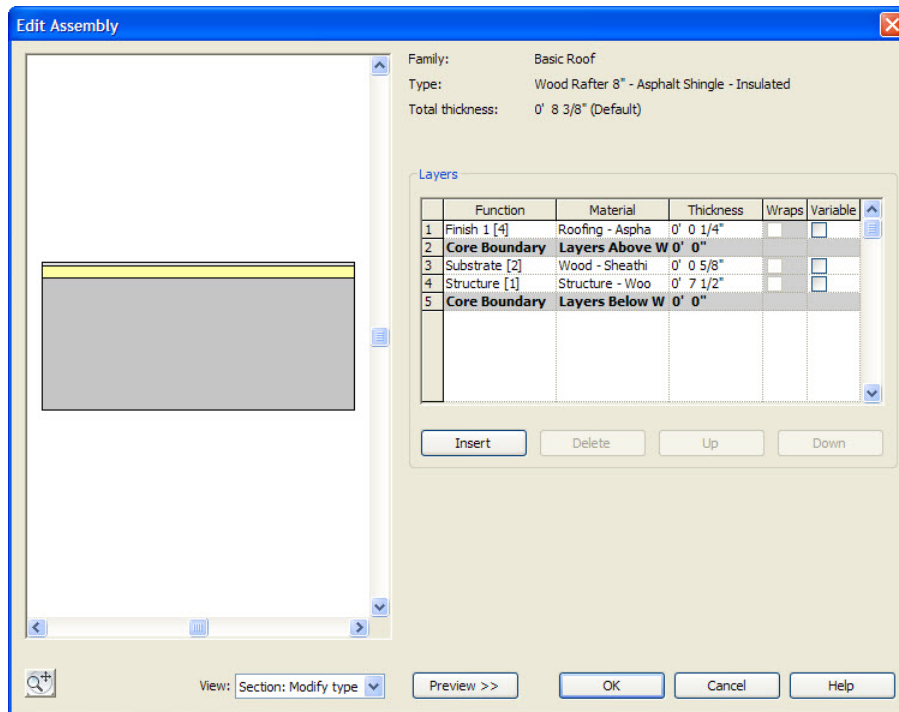 Edit Assembly
Family: Basic Roof
Type: Wood Rafter 8" - Asphalt Shingle - Insulated
Total thickness: 0' 8 3/8" (Default)
Layers
Function Material Thickness Wraps Variable
1 Finish 1 [4] Roofing - Aspha 0' 0 1/4"
2 Core Boundary Layers Above W 0' 0"
3 Substrate [2] Wood - Sheathi 0' 0 5/8"
4 Structure [1] Structure - Woo 0' 7 1/2"
5 Core Boundary Layers Below W 0' 0"
Insert Delete Up Down
View: Section: Modify type Preview >> OK Cancel Help